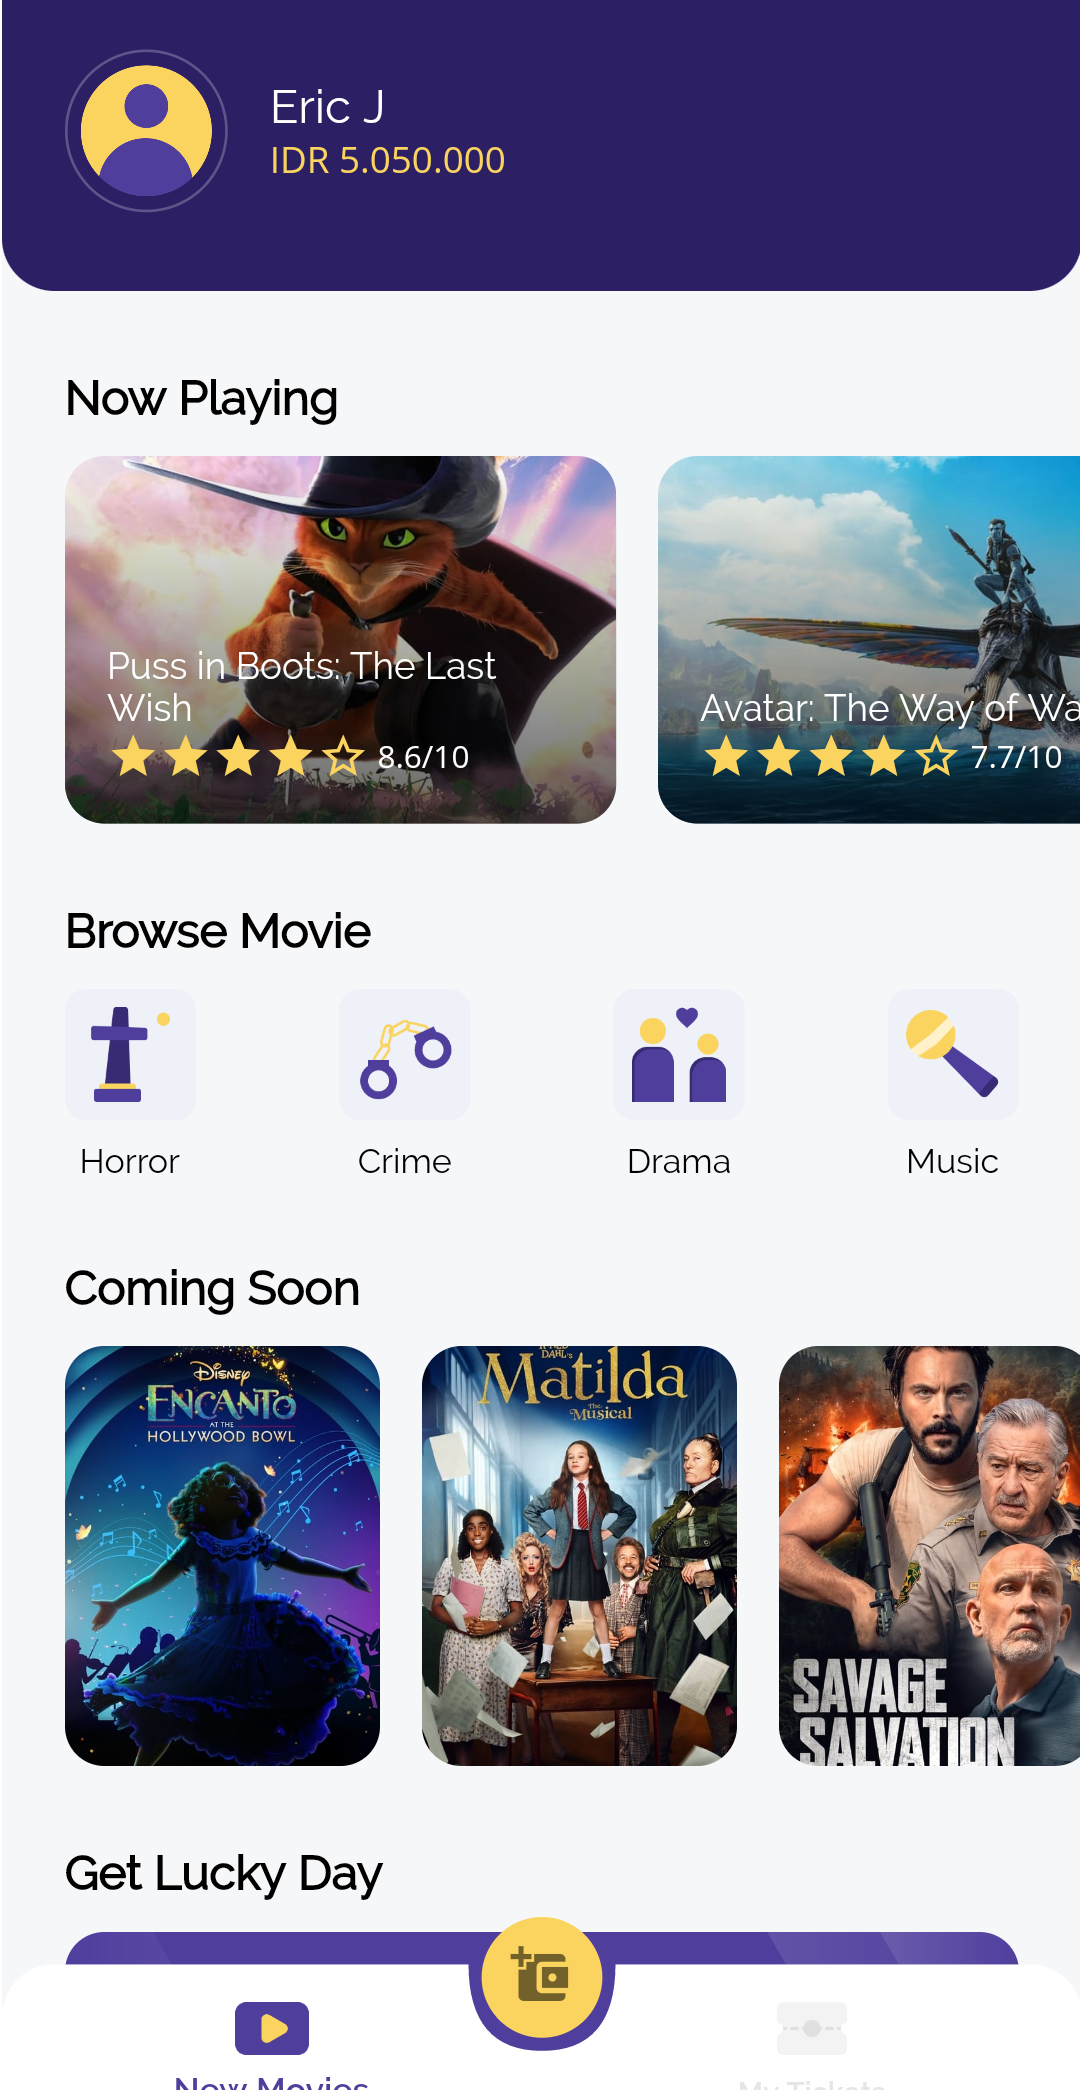 Eric J
IDR 5.050.000
Now Playing
Puss in Boots: The Last
Wish
8.6/10
Avatar: The Way of Wa
7.7/10
Browse Movie
Horror
Crime
Drama
Music
Coming Soon
DISNEY
ENCANTO
AT THE
HOLLYWOOD BOWL
DAHL's
Matilda
The
Musical
SAVAGE
SALVATION
Get Lucky Day
New Movies
My Tickets